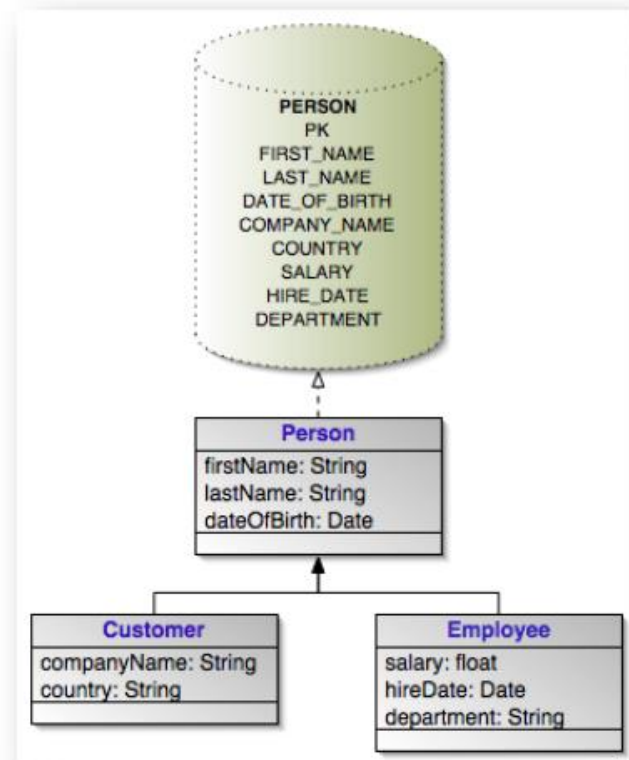 PERSON
PK
FIRST_NAME
LAST_NAME
DATE_OF_BIRTH
COMPANY_NAME
COUNTRY
SALARY
HIRE_DATE
DEPARTMENT
Person
firstName: String
lastName: String
dateOfBirth: Date
Customer
companyName: String
country: String
Employee
salary: float
hireDate: Date
department: String